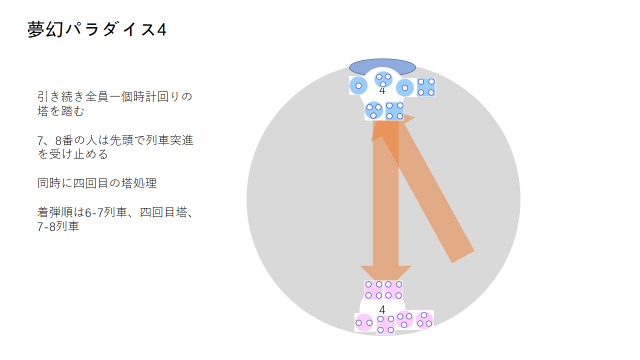 夢幻パラダイス4
引き続き全員一個時計回りの
塔を踏む
7、8番の人は先頭で列車突進
を受け止める
同時に四回目の塔処理
着弾順は6-7列車、四回目塔、
7-8列車
4
4